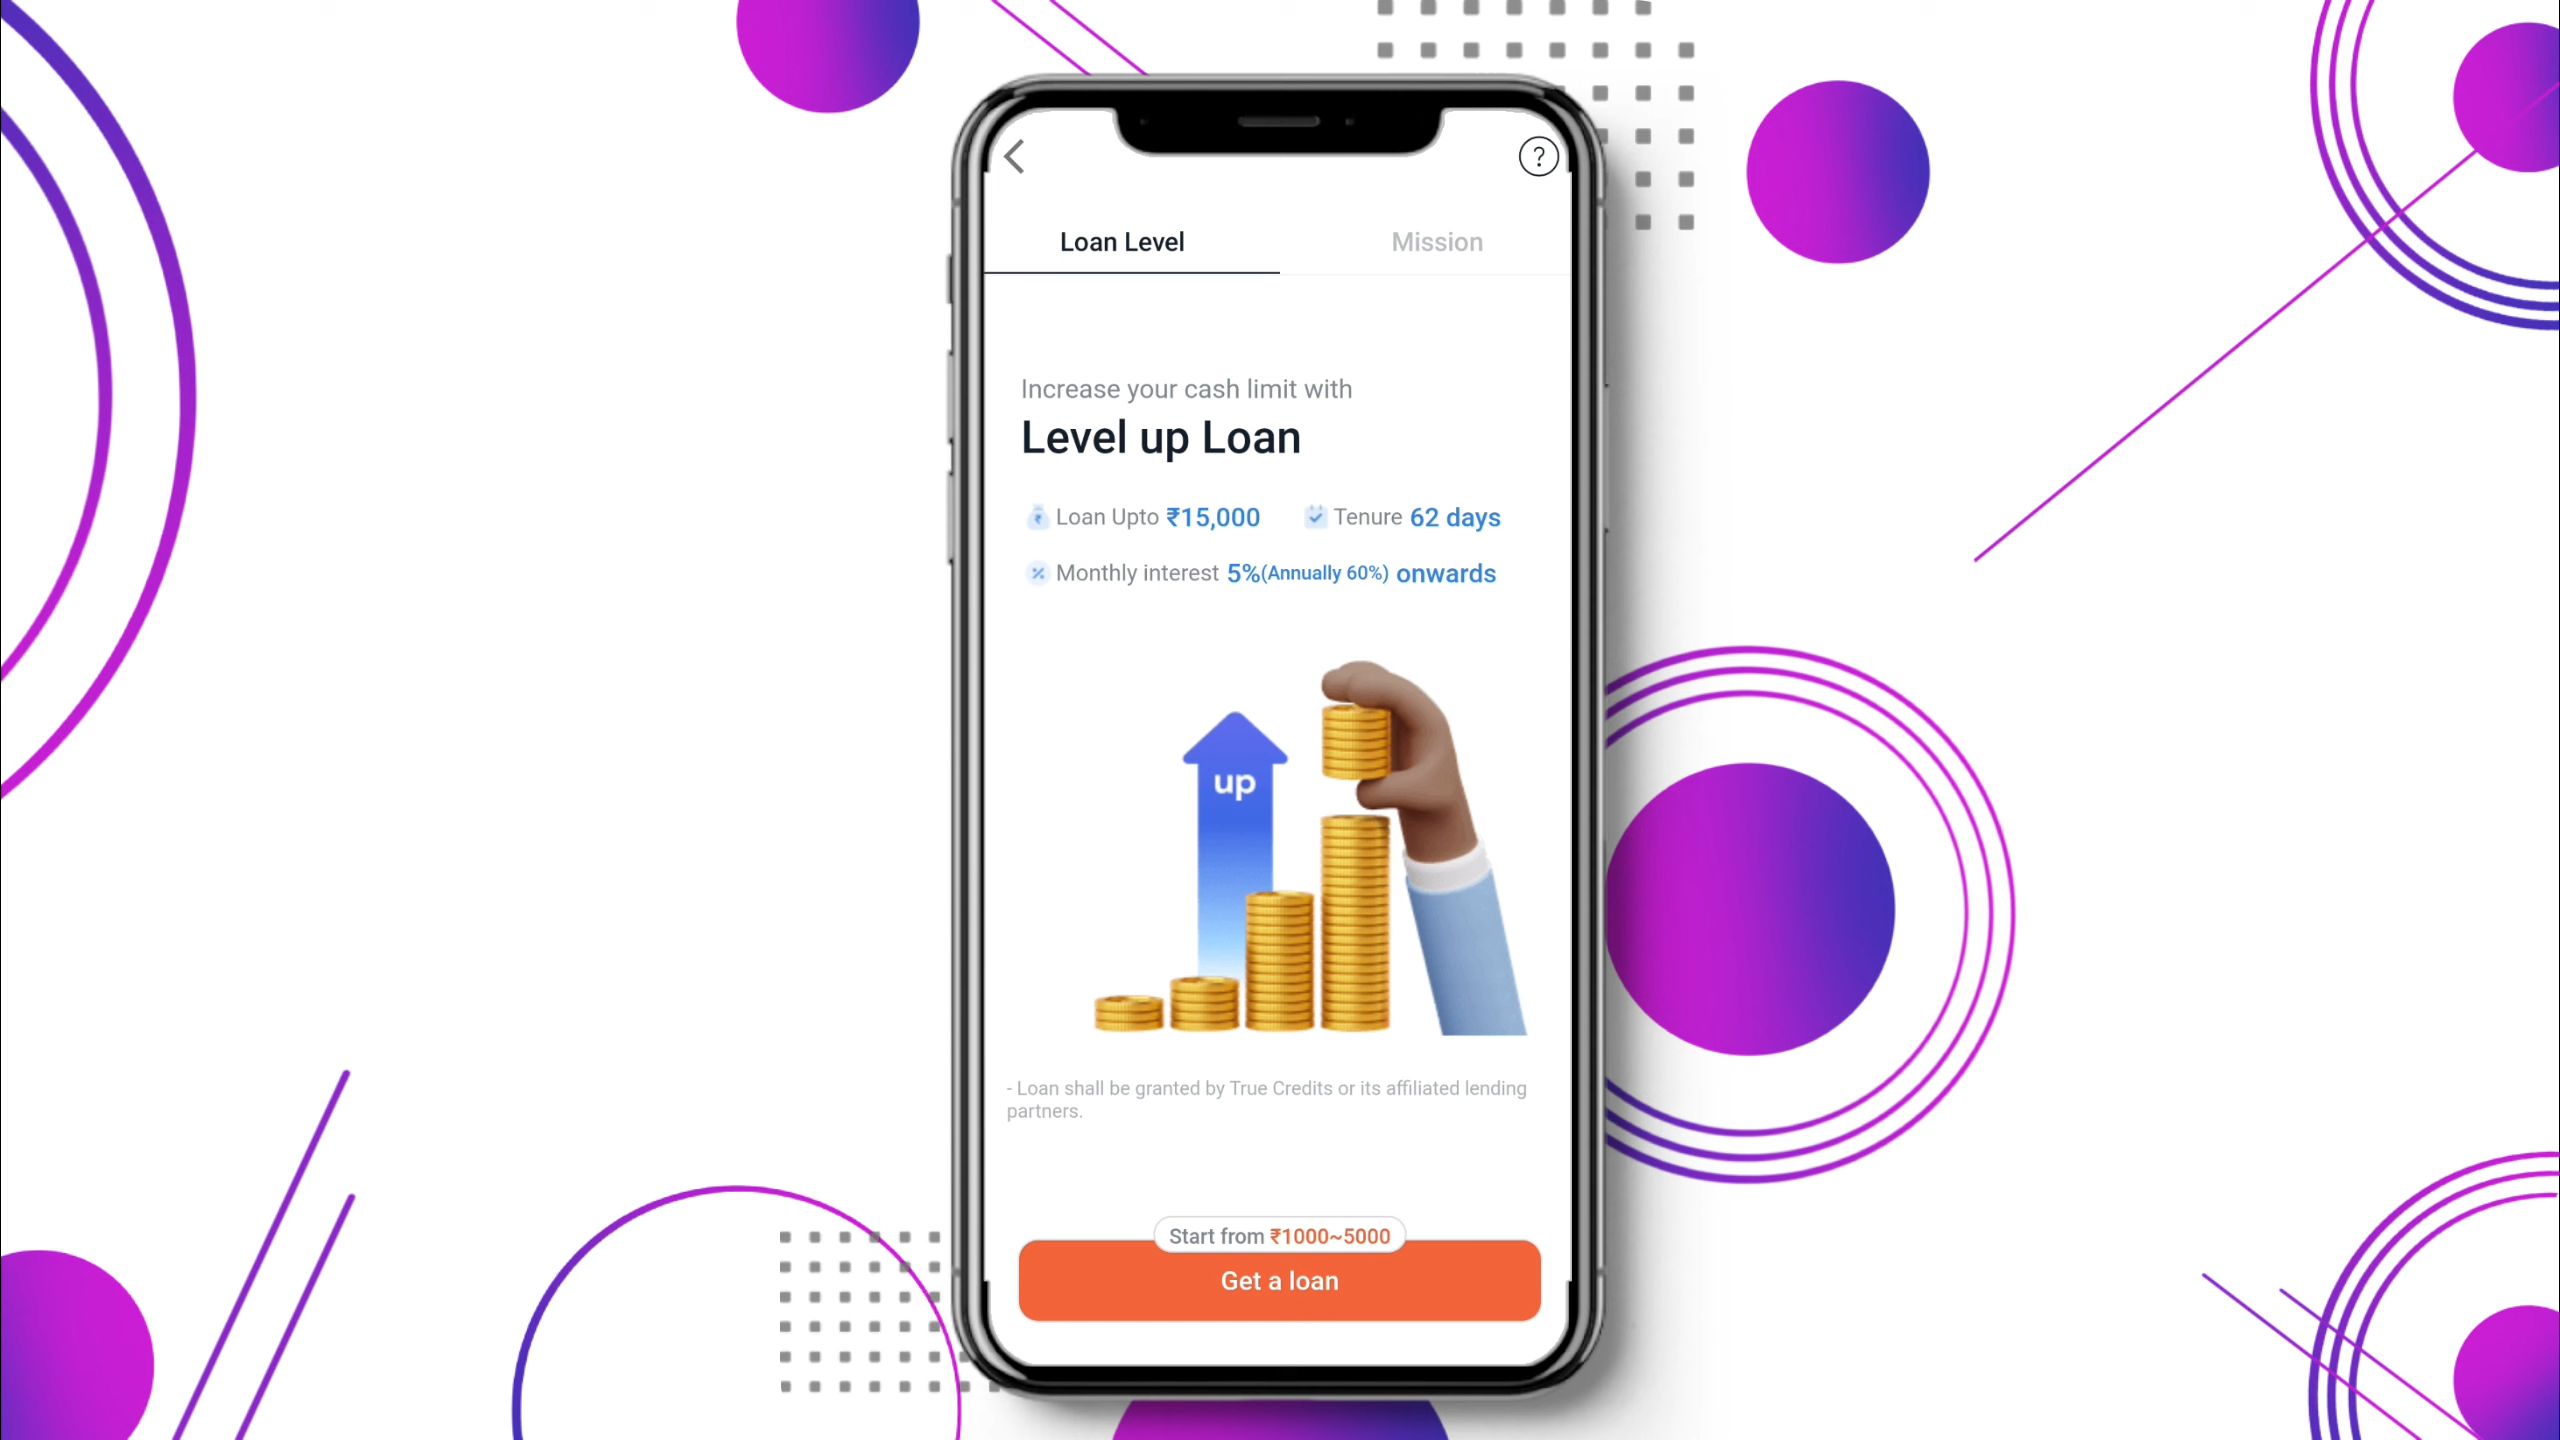 ?
Loan Level Mission
Increase your cash limit with
Level up Loan
Loan Upto ₹15,000 Tenure 62 days
Monthly interest 5%(Annually 60%) onwards
up
- Loan shall be granted by True Credits or its affiliated lending
partners.
Start from ₹1000~5000
Get a loan